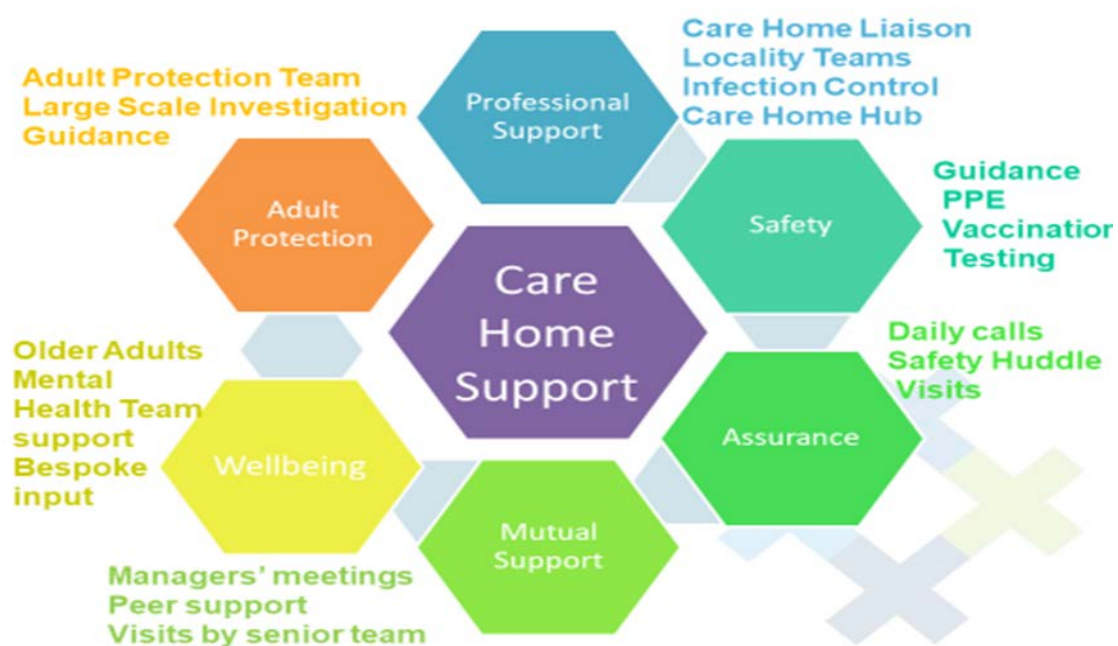 Care
Home
Support
Professional
Support
Care Home Liaison
Locality Teams
Infection Control
Care Home Hub
Safety
Guidance
PPE
Vaccination
Testing
Assurance
Daily calls
Safety Huddle
Visits
Mutual
Support
Managers’ meetings
Peer support
Visits by senior team
Wellbeing
Older Adults
Mental
Health Team
support
Bespoke
input
Adult
Protection
Adult Protection Team
Large Scale Investigation
Guidance